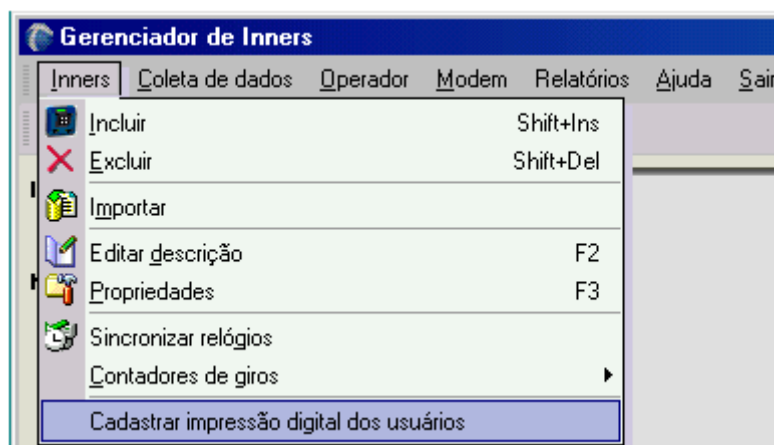 Gerenciador de Inners
Inners Coleta de dados Operador Modem Relatórios Ajuda Sair
Incluir Shift+Ins
Excluir Shift+Del
Importar
Editar descrição F2
Propriedades F3
Sincronizar relógios
Contadores de giros
Cadastrar impressão digital dos usuários